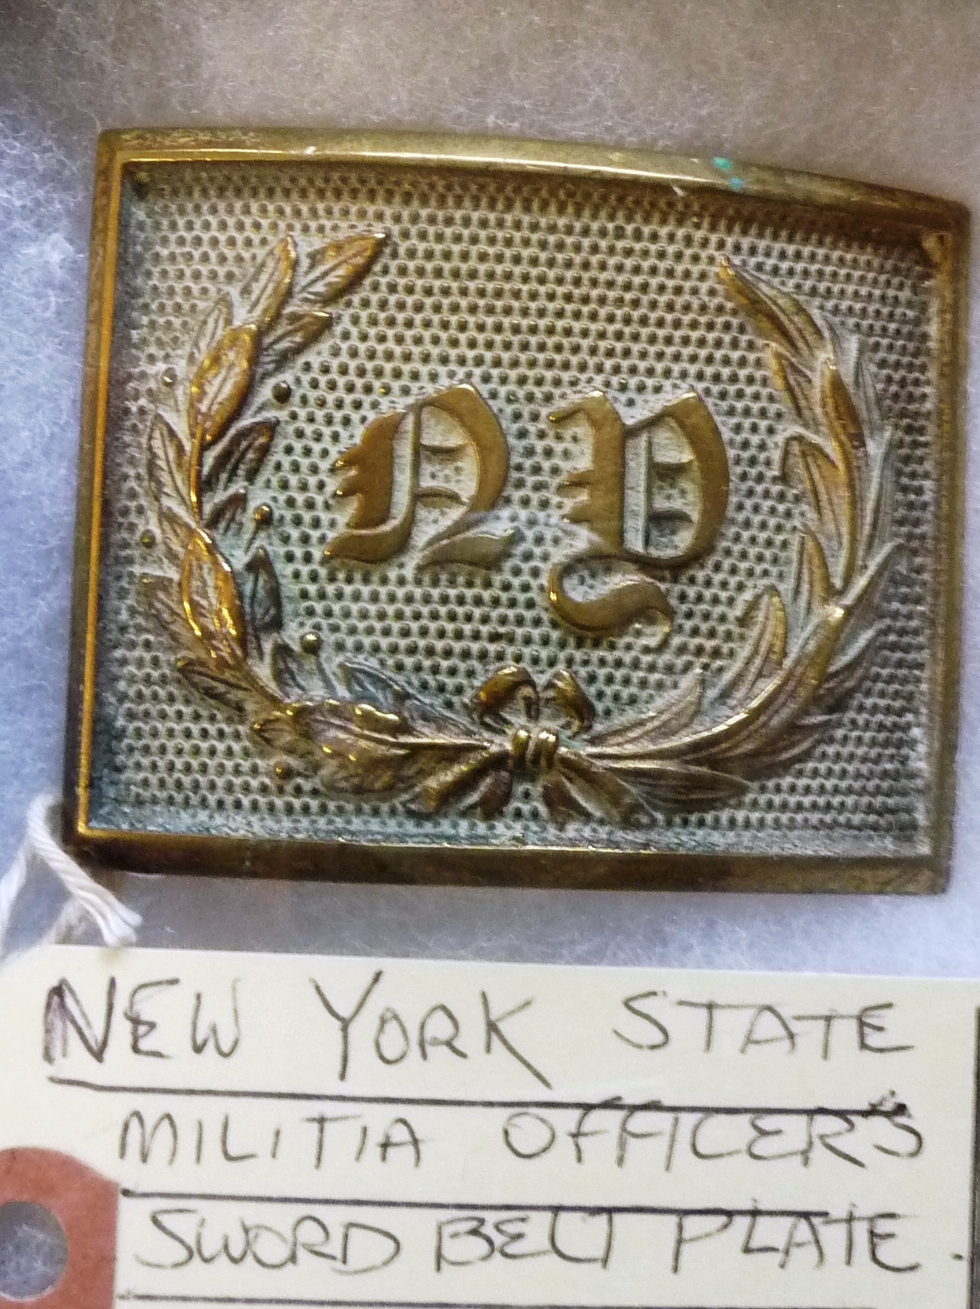 NY
NEW YORK STATE
MILITIA OFFICER'S
SWORD BELT PLATE.